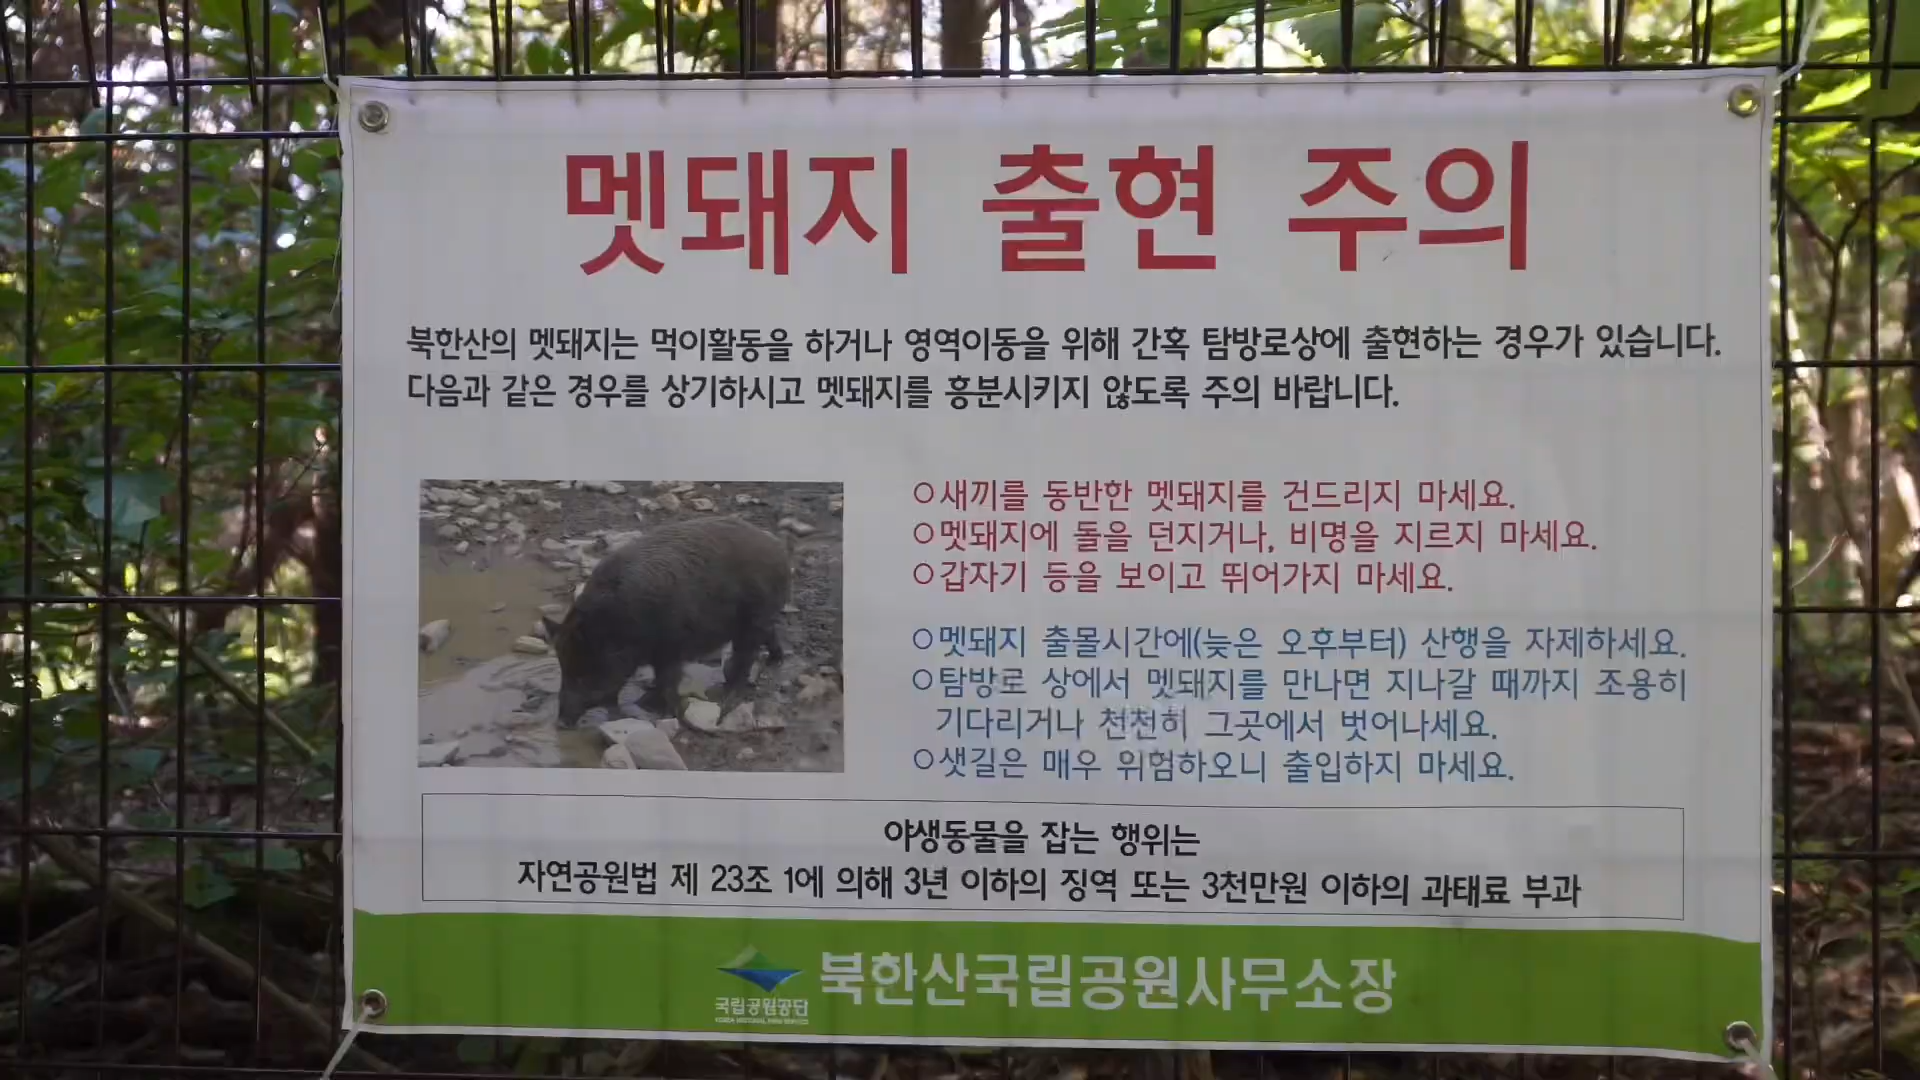 멧돼지 출현 주의
북한산의 멧돼지는 먹이활동을 하거나 영역이동을 위해 간혹 탐방로상에 출현하는 경우가 있습니다.
다음과 같은 경우를 상기하시고 멧돼지를 흥분시키지 않도록 주의 바랍니다.
○새끼를 동반한 멧돼지를 건드리지 마세요.
○멧돼지에 돌을 던지거나, 비명을 지르지 마세요.
○갑자기 등을 보이고 뛰어가지 마세요.
○멧돼지 출몰시간에(늦은 오후부터) 산행을 자제하세요.
○탐방로 상에서 멧돼지를 만나면 지나갈 때까지 조용히
기다리거나 천천히 그곳에서 벗어나세요.
○샛길은 매우 위험하오니 출입하지 마세요.
야생동물을 잡는 행위는
자연공원법 제 23조 1에 의해 3년 이하의 징역 또는 3천만원 이하의 과태료 부과
북한산국립공원사무소장
국립공원공단
KOREA NATIONAL PARK SERVICE